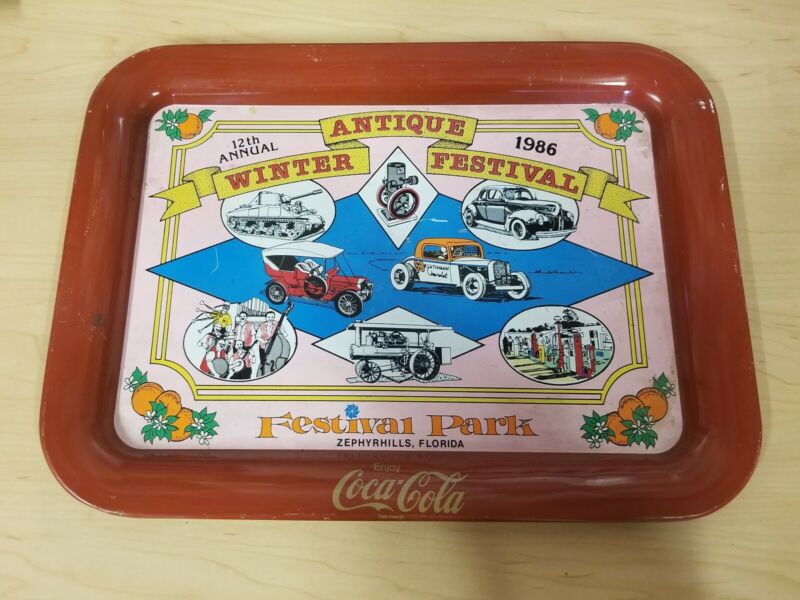 12th
ANNUAL
ANTIQUE
1986
WINTER
FESTIVAL
Festival Park
ZEPHYRHILLS, FLORIDA
Enjoy
Coca-Cola